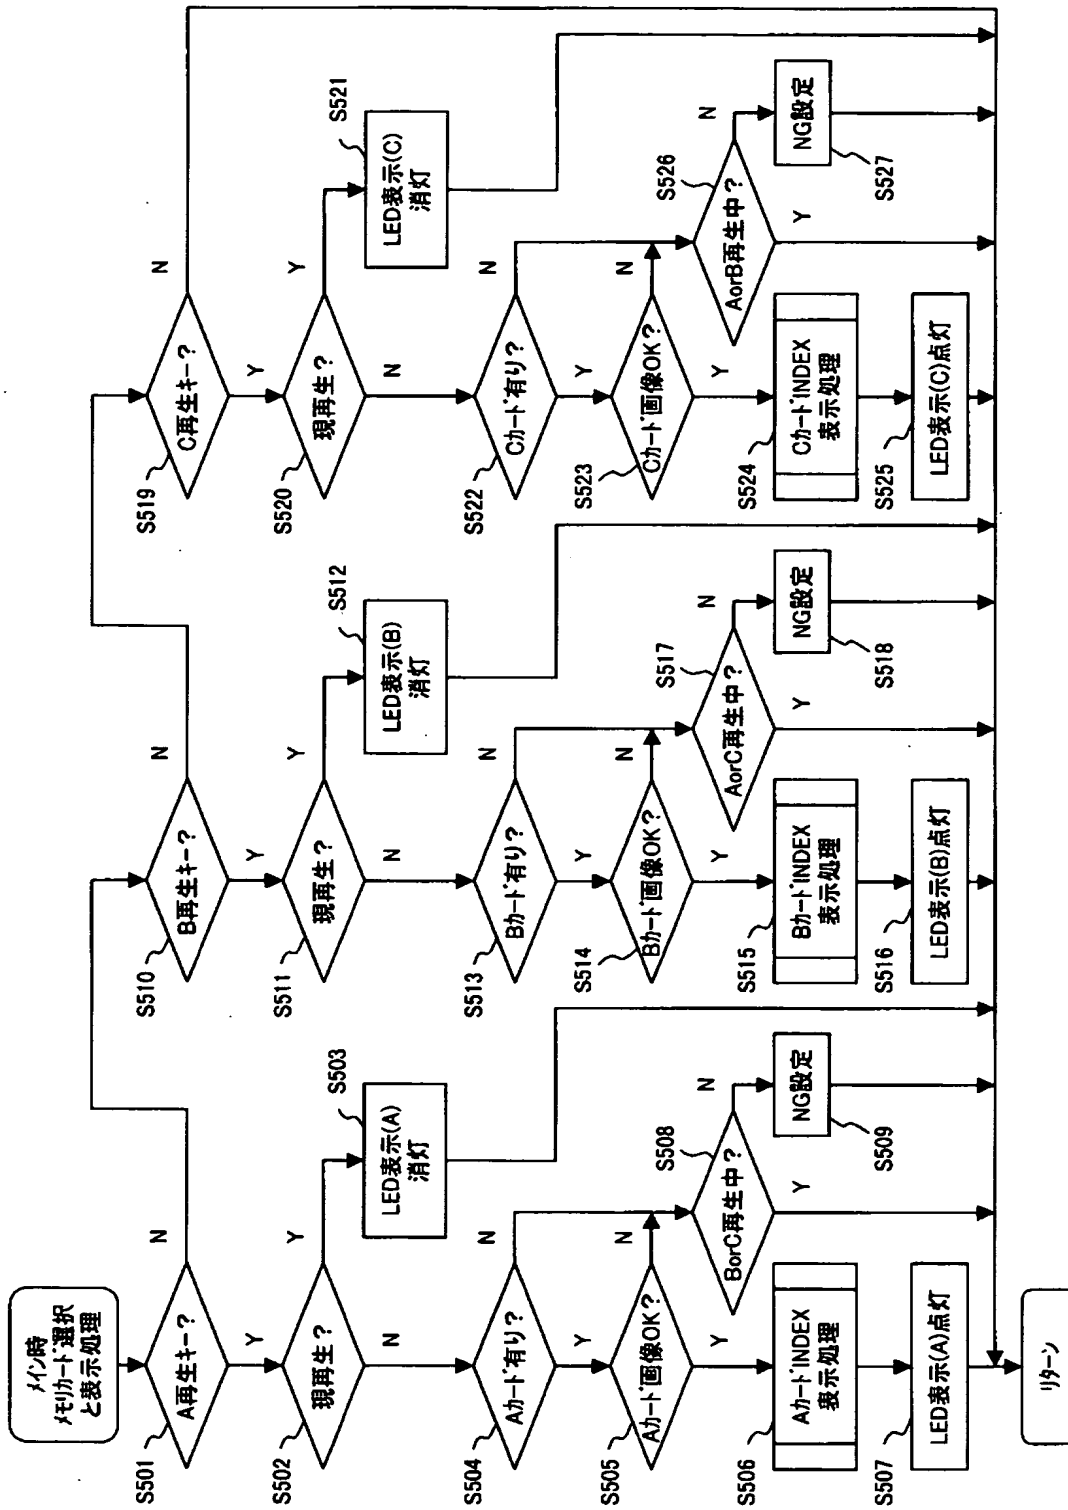 メイン時
メモリカード選択
と表示処理
S501
A再生キー?
N
Y
S502
現再生?
Y
N
S503
LED表示(A)
消灯
S504
Aカード有り?
N
Y
S505
Aカード画像OK?
N
Y
S506
AカードINDEX
表示処理
S507
LED表示(A)点灯
S508
BorC再生中?
N
Y
NG設定
S509
S510
B再生キー?
N
Y
S511
現再生?
Y
N
S512
LED表示(B)
消灯
S513
Bカード有り?
N
Y
S514
Bカード画像OK?
N
Y
S515
BカードINDEX
表示処理
S516
LED表示(B)点灯
S517
AorC再生中?
N
Y
NG設定
S518
S519
C再生キー?
N
Y
S520
現再生?
Y
N
S521
LED表示(C)
消灯
S522
Cカード有り?
N
Y
S523
Cカード画像OK?
N
Y
S524
CカードINDEX
表示処理
S525
LED表示(C)点灯
S526
AorB再生中?
N
Y
NG設定
S527
リターン